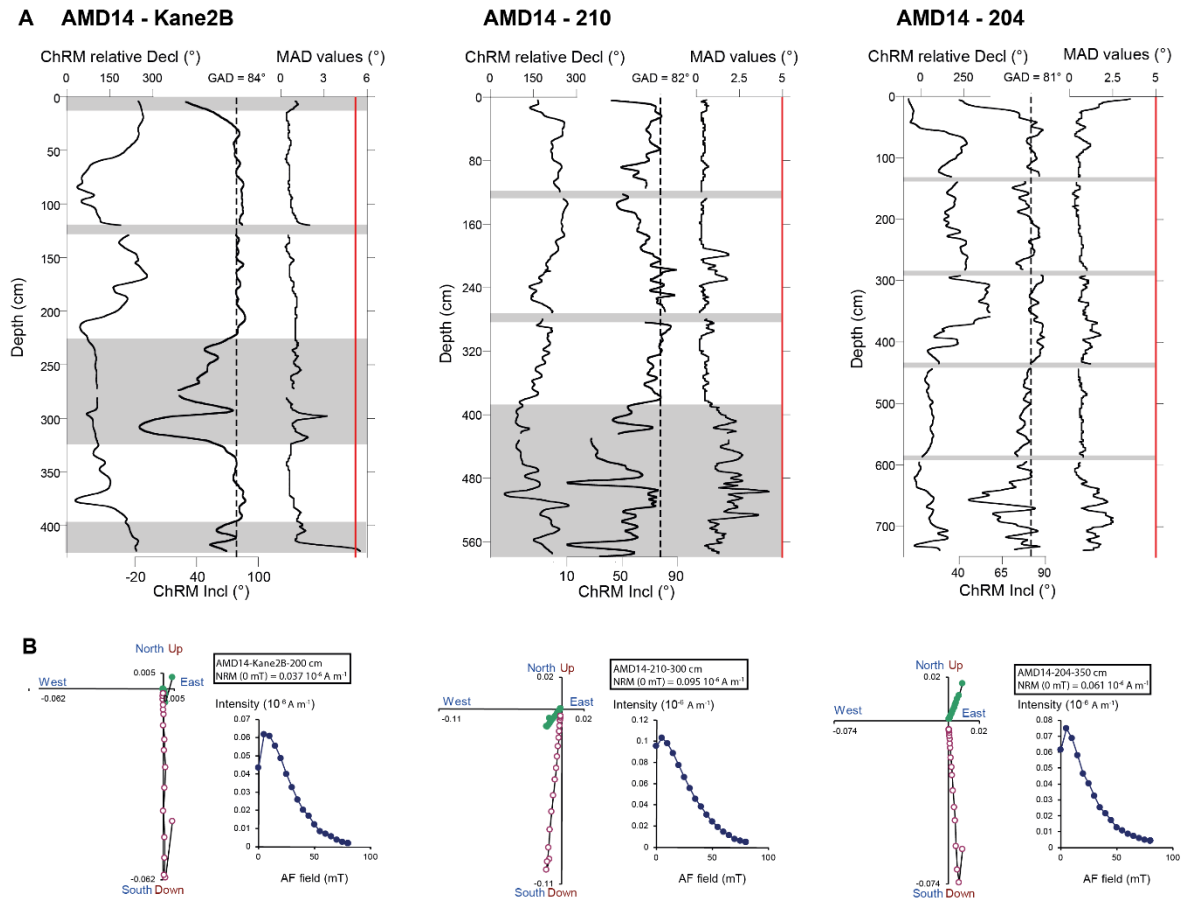 A AMD14 - Kane2B AMD14 - 210 AMD14 - 204
ChRM relative Decl (°) MAD values (°)
0 150 300 GAD = 84° 0 3 6
0
50
100
150
200
250
300
350
400
Depth (cm)
-20 40 100
ChRM Incl (°)
ChRM relative Decl (°) MAD values (°)
0 150 300 GAD = 82° 0 2.5 5
0
80
160
240
320
400
480
560
Depth (cm)
10 50 90
ChRM Incl (°)
ChRM relative Decl (°) MAD values (°)
0 250 GAD = 81° 0 2.5 5
0
100
200
300
400
500
600
700
Depth (cm)
40 65 90
ChRM Incl (°)
B
North Up
0.005
West East
-0.062 0.005
-0.062
South Down
AMD14-Kane2B-200 cm
NRM (0 mT) = 0.037 10⁻⁶ A m⁻¹
Intensity (10⁻⁶ A m⁻¹)
0.07
0.06
0.05
0.04
0.03
0.02
0.01
0
0 50 100
AF field (mT)
North Up
0.02
West East
-0.11 0.02
-0.11
South Down
AMD14-210-300 cm
NRM (0 mT) = 0.095 10⁻⁶ A m⁻¹
Intensity (10⁻⁶ A m⁻¹)
0.12
0.1
0.08
0.06
0.04
0.02
0
0 50 100
AF field (mT)
North Up
0.02
West East
-0.074 0.02
-0.074
South Down
AMD14-204-350 cm
NRM (0 mT) = 0.061 10⁻⁶ A m⁻¹
Intensity (10⁻⁶ A m⁻¹)
0.08
0.07
0.06
0.05
0.04
0.03
0.02
0.01
0
0 50 100
AF field (mT)